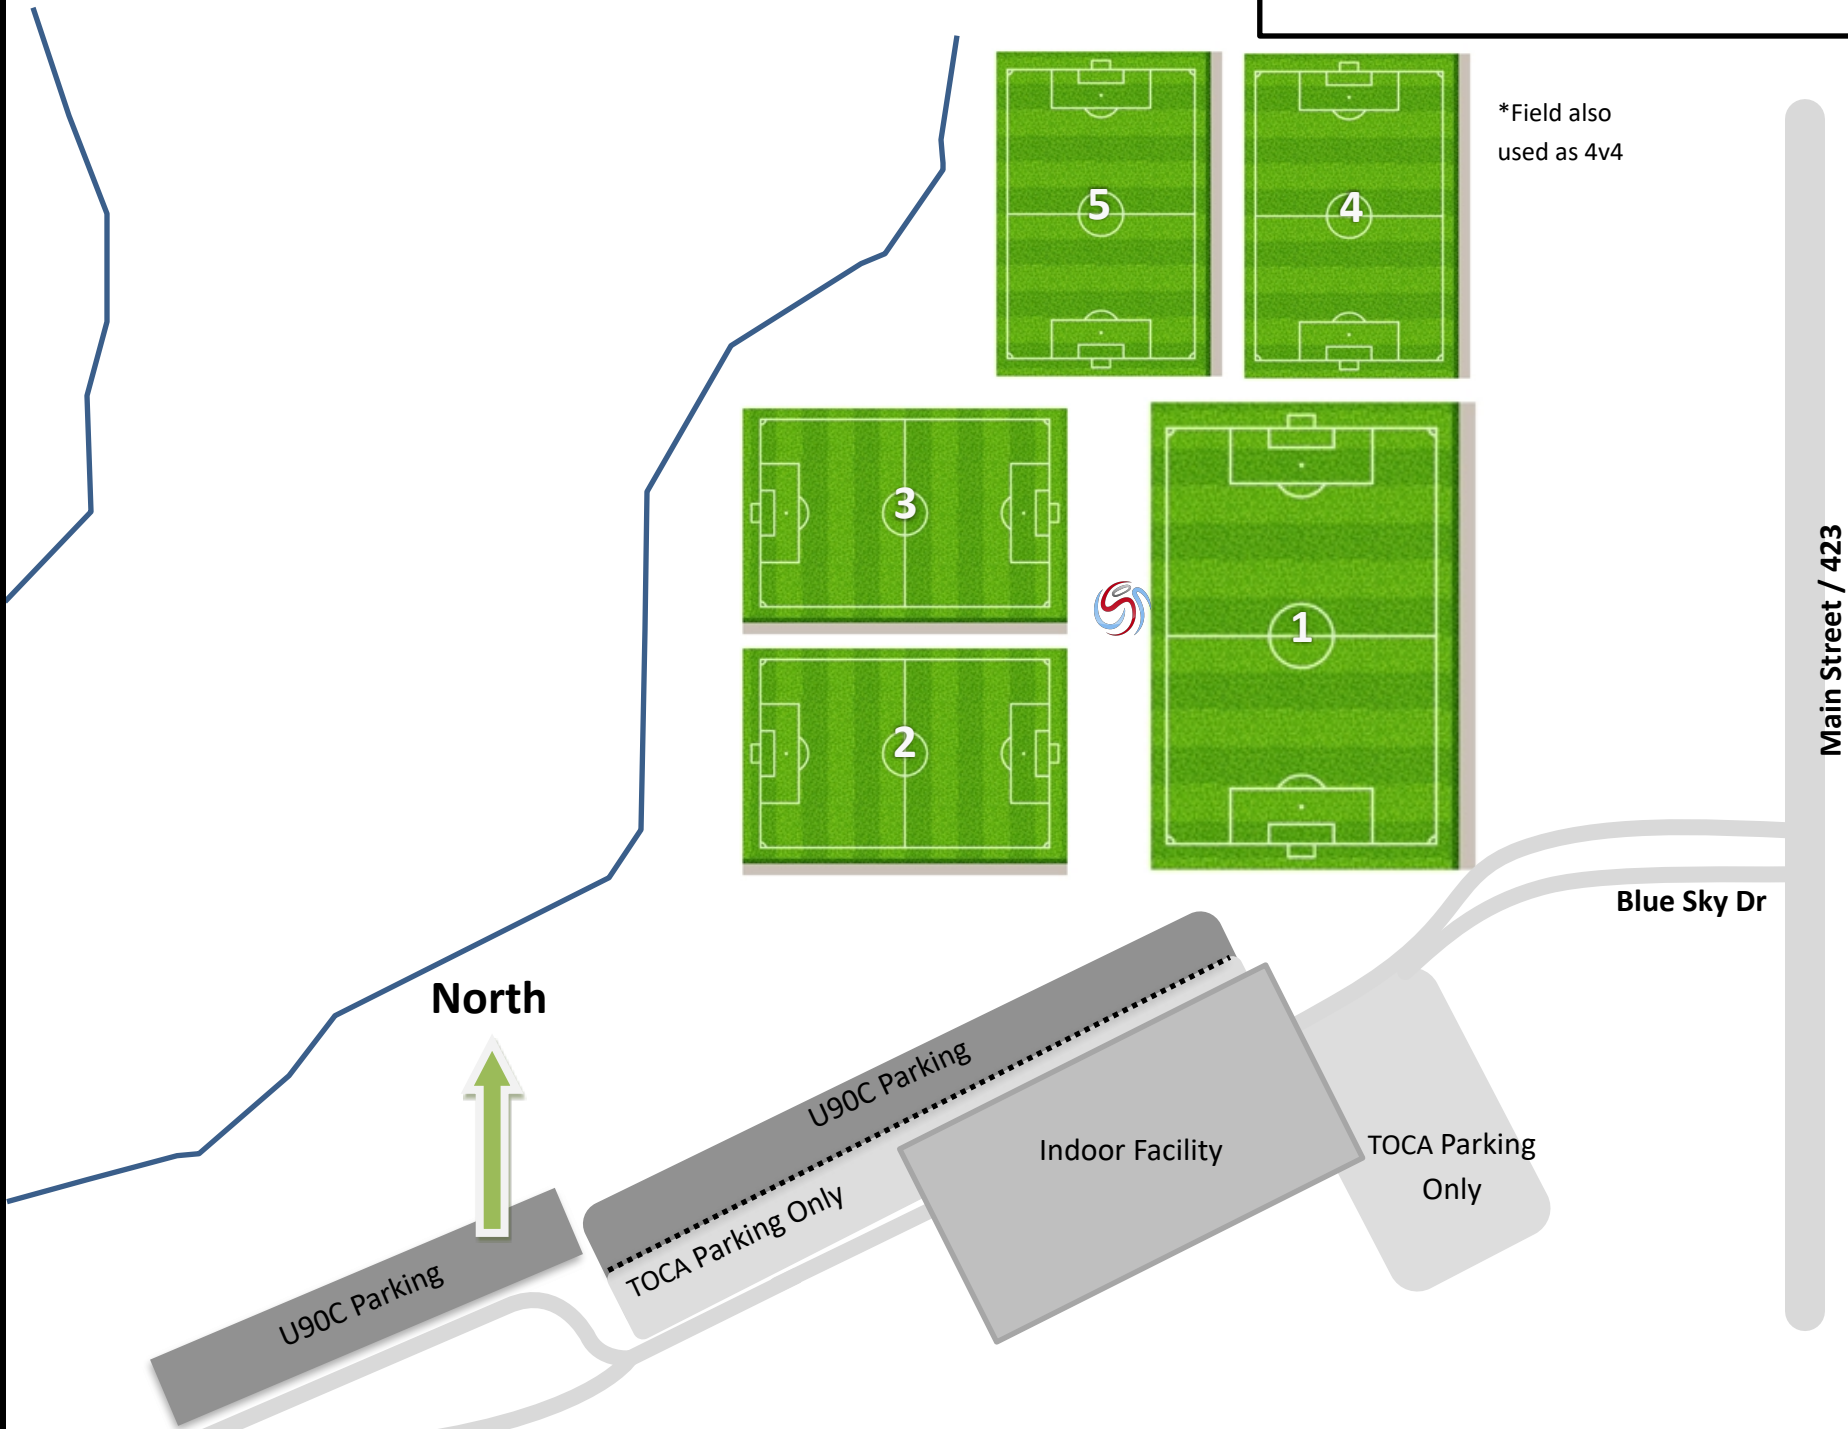 *Field also
used as 4v4
5
4
3
1
2
Main Street / 423
Blue Sky Dr
North
U90C Parking
Indoor Facility
TOCA Parking
Only
TOCA Parking Only
U90C Parking